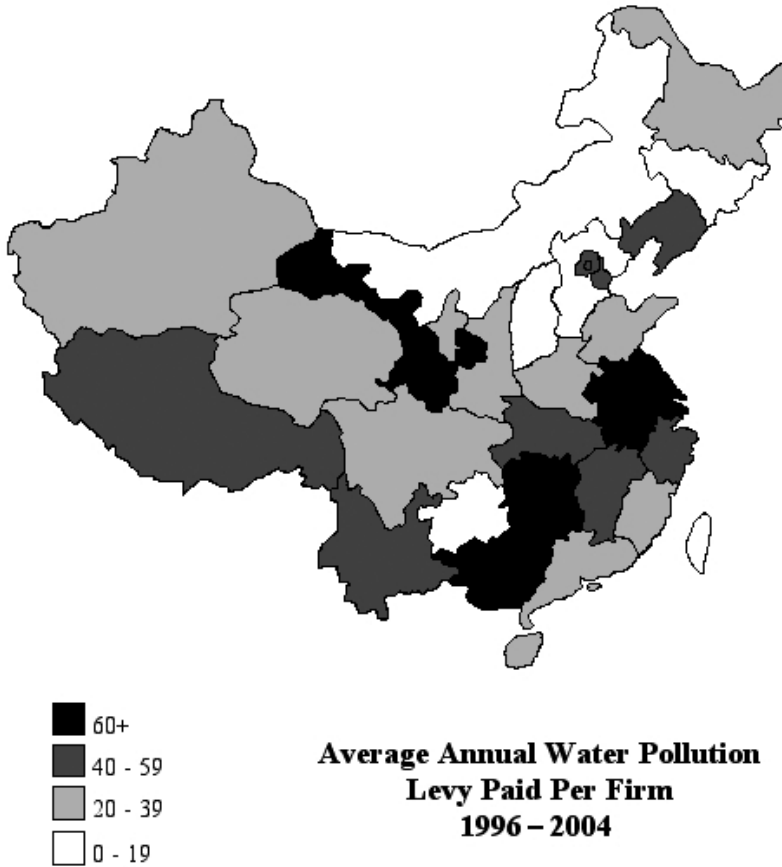 60+
40 - 59
20 - 39
0 - 19
Average Annual Water Pollution
Levy Paid Per Firm
1996 – 2004